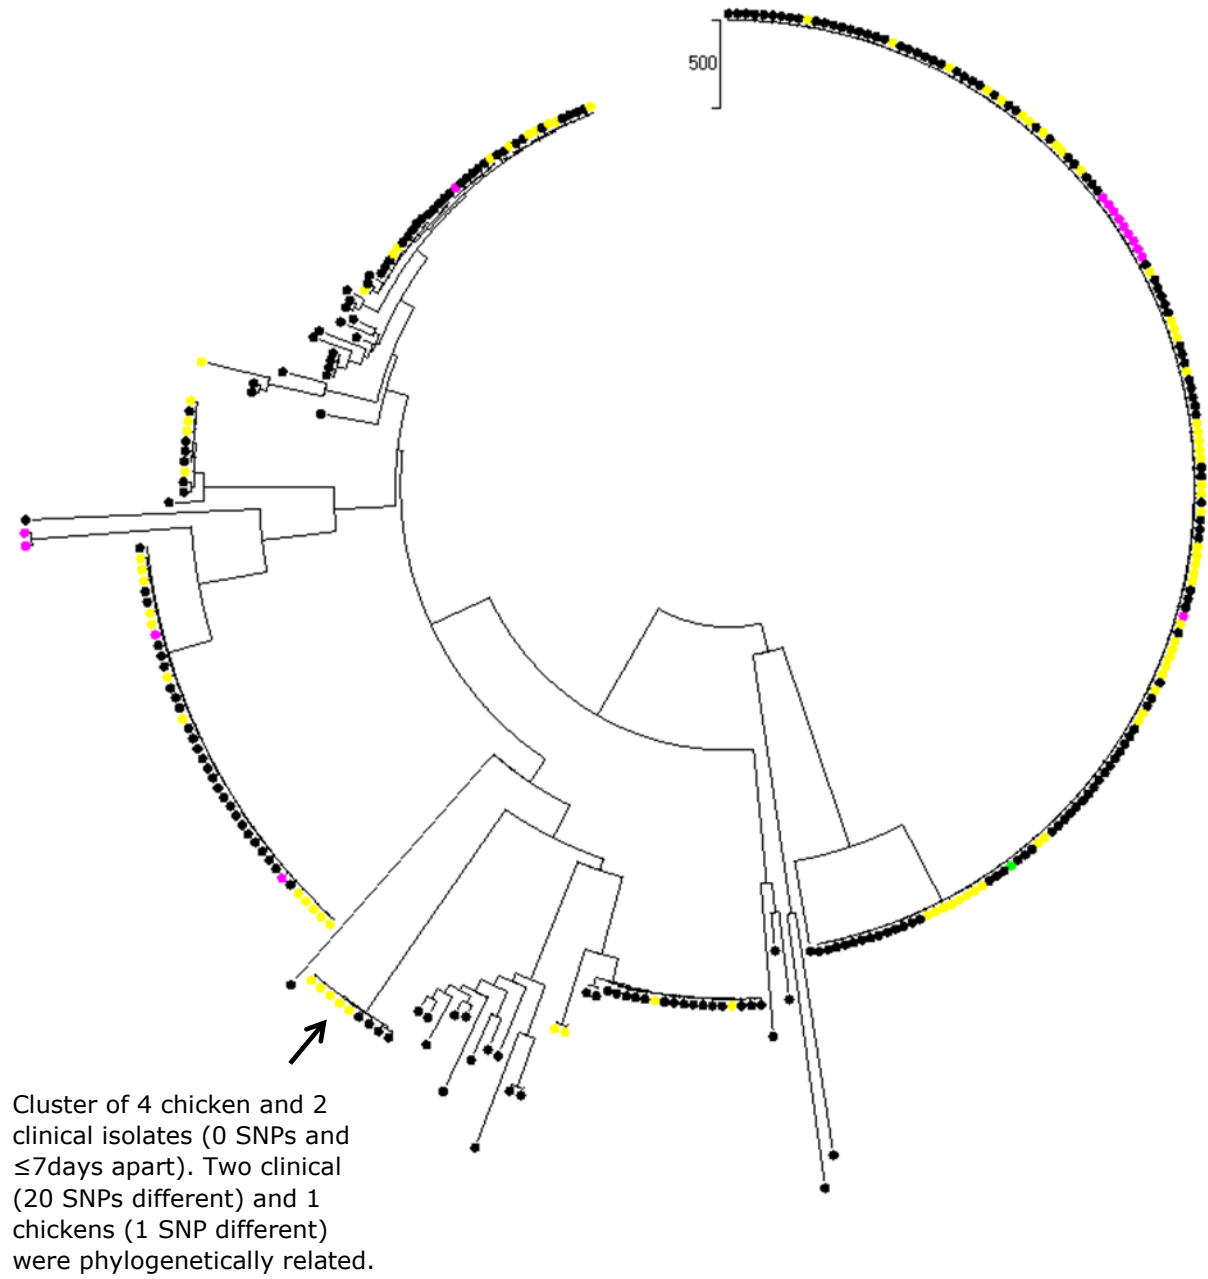 500
Cluster of 4 chicken and 2
clinical isolates (0 SNPs and
≤7days apart). Two clinical
(20 SNPs different) and 1
chickens (1 SNP different)
were phylogenetically related.